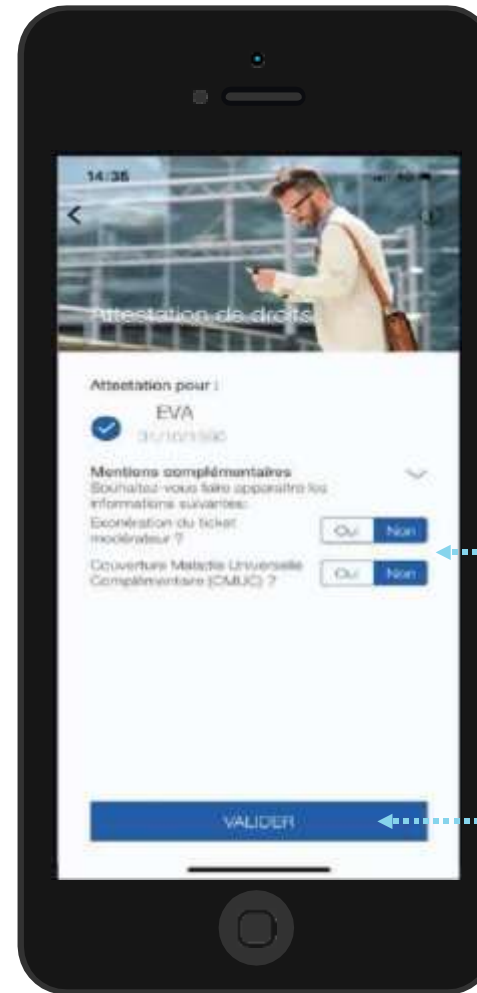 14:35
Attestation de droits
Attestation pour :
EVA
Mentions complémentaires
Souhaitez-vous faire apparaître les
informations suivantes:
Exonération du ticket
modérateur ?
Oui Non
Couverture Maladie Universelle
Complémentaire (CMUC) ?
Oui Non
VALIDER